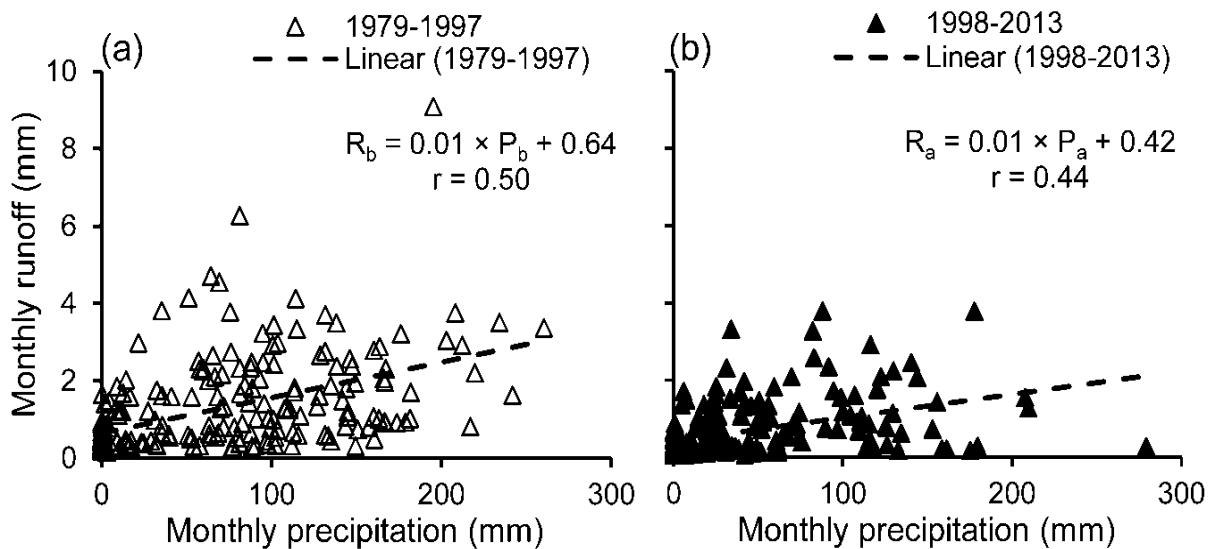 (a)
1979-1997
Linear (1979-1997)
R_b = 0.01 × P_b + 0.64
r = 0.50
Monthly runoff (mm)
10
8
6
4
2
0
0 100 200 300
Monthly precipitation (mm)
(b)
1998-2013
Linear (1998-2013)
R_a = 0.01 × P_a + 0.42
r = 0.44
0 100 200 300
Monthly precipitation (mm)